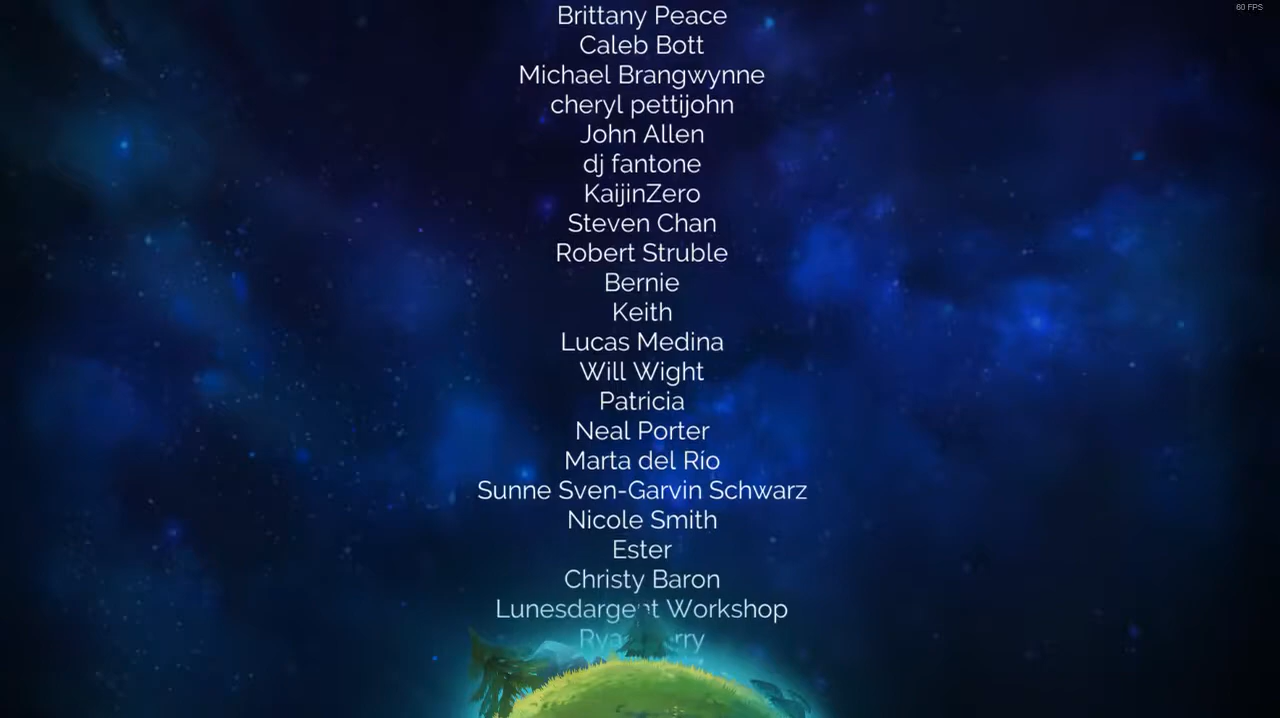 60 FPS
Brittany Peace
Caleb Bott
Michael Brangwynne
cheryl pettijohn
John Allen
dj fantone
KaijinZero
Steven Chan
Robert Struble
Bernie
Keith
Lucas Medina
Will Wight
Patricia
Neal Porter
Marta del Río
Sunne Sven-Garvin Schwarz
Nicole Smith
Ester
Christy Baron
Lunesdargent Workshop